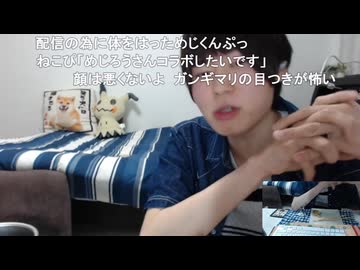 配信の為に体をはっためじくんぷっ
ねこび「めじろうさんコラボしたいです」
顔は悪くないよ ガンギマリの目つきが怖い